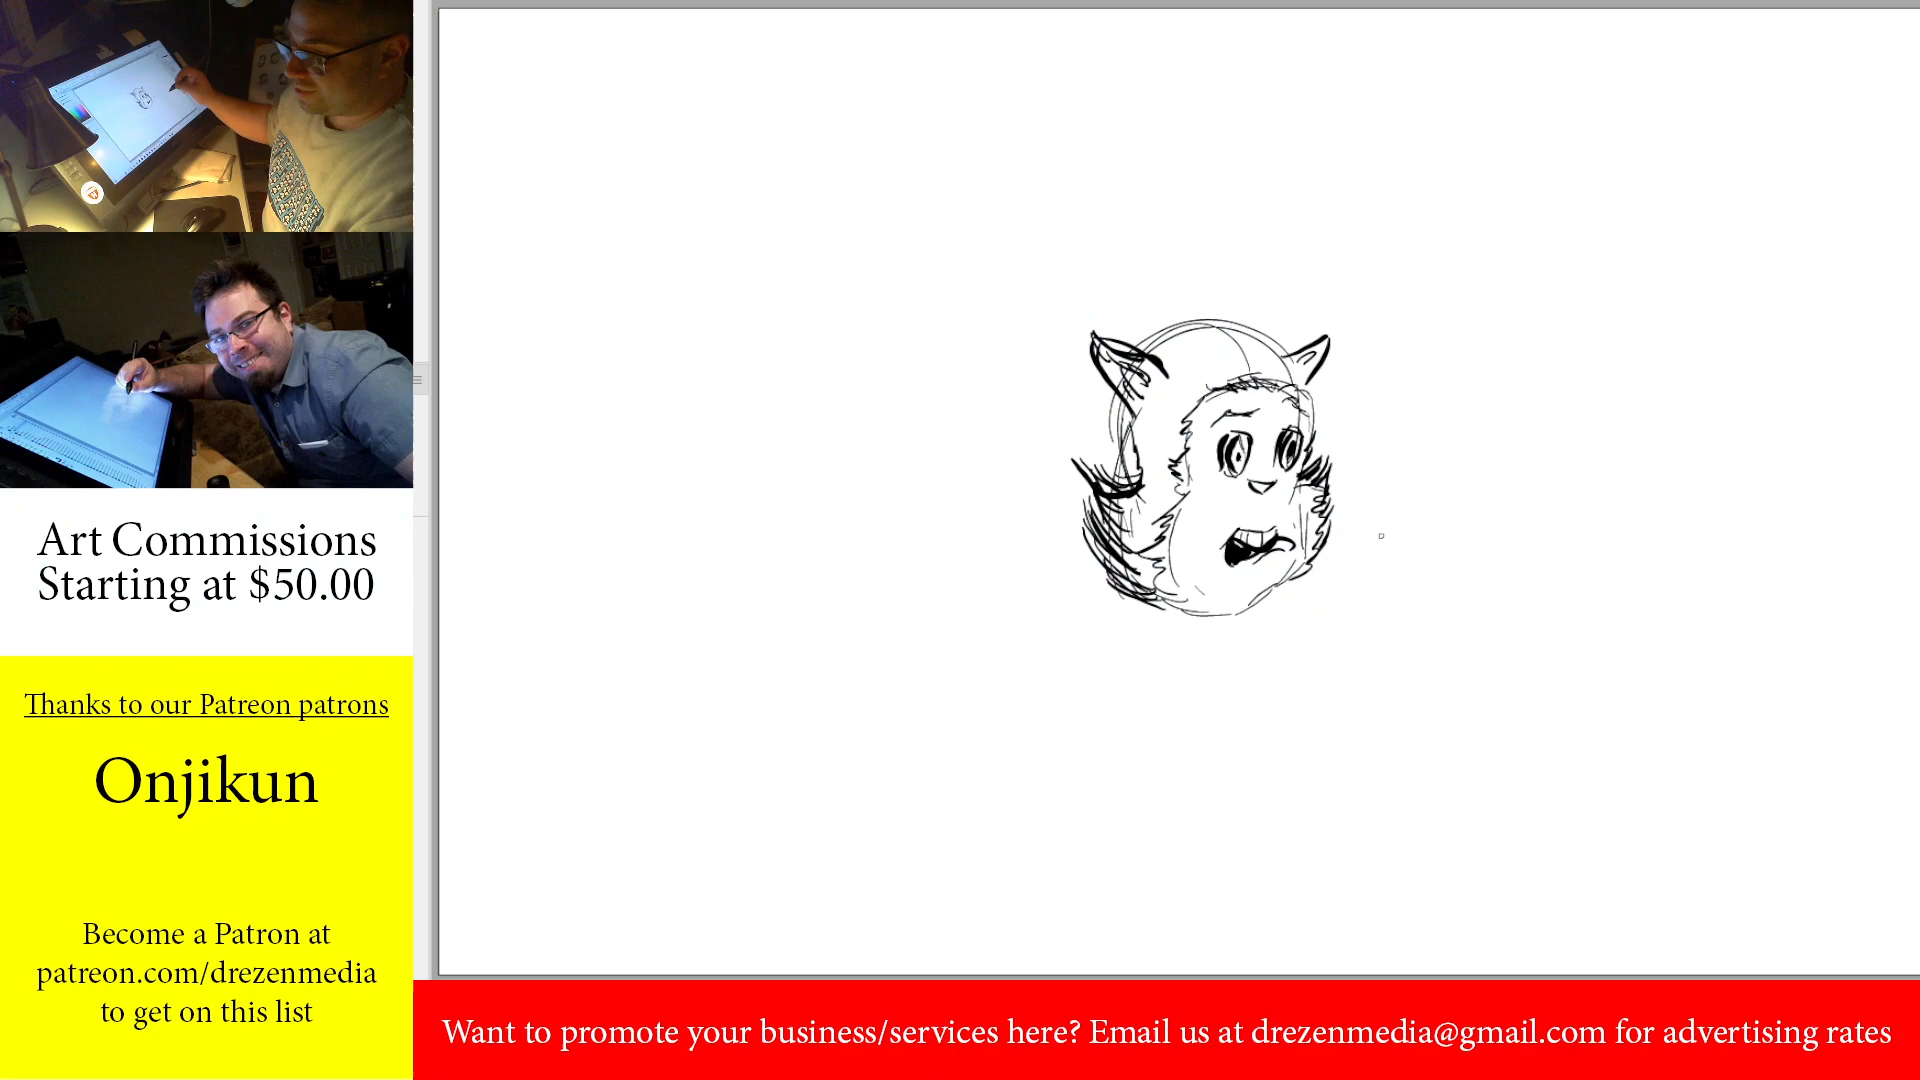 Art Commissions
Starting at $50.00
Thanks to our Patreon patrons
Onjikun
Become a Patron at
patreon.com/drezenmedia
to get on this list
Want to promote your business/services here? Email us at drezenmedia@gmail.com for advertising rates